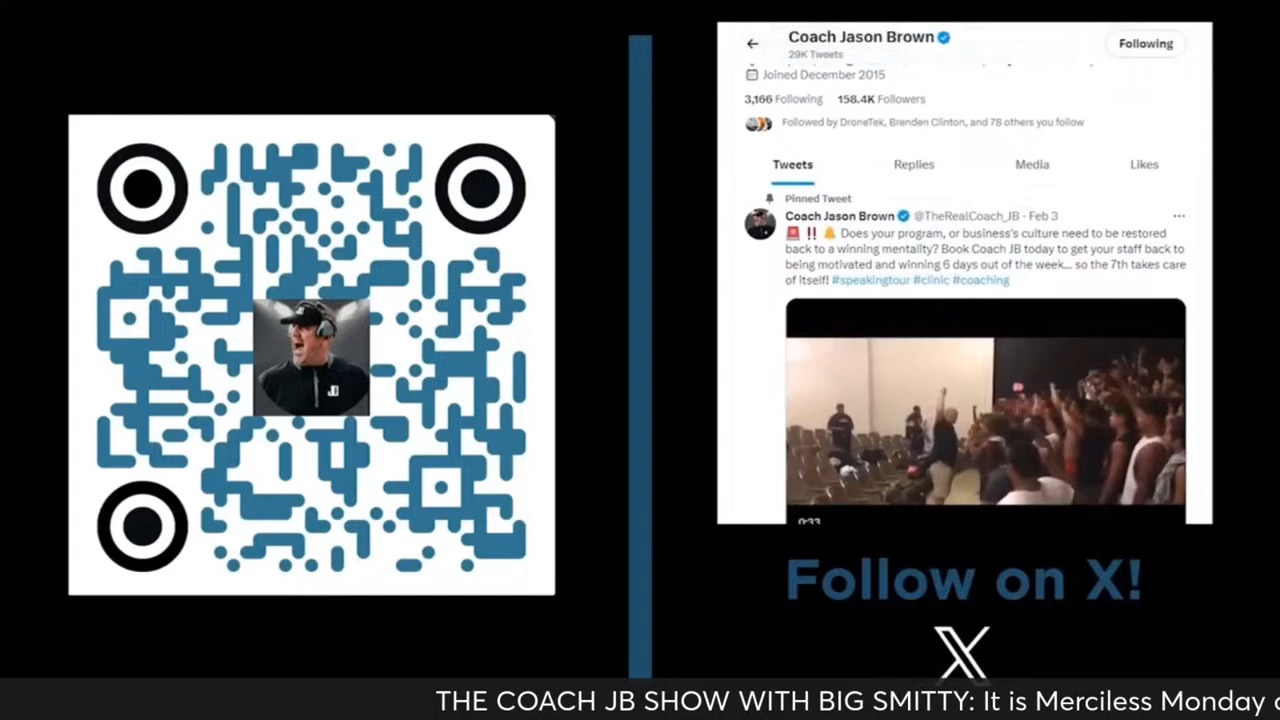 Coach Jason Brown
29K Tweets
Following
Joined December 2015
3,166 Following 158.4K Followers
Followed by DroneTek, Brenden Clinton, and 78 others you follow
Tweets Replies Media Likes
Pinned Tweet
Coach Jason Brown @TheRealCoach_JB · Feb 3
🚨 ‼️ 🔔 Does your program, or business's culture need to be restored
back to a winning mentality? Book Coach JB today to get your staff back to
being motivated and winning 6 days out of the week... so the 7th takes care
of itself! #speakingtour #clinic #coaching
0:33
JB
Follow on X!
X
THE COACH JB SHOW WITH BIG SMITTY: It is Merciless Monday